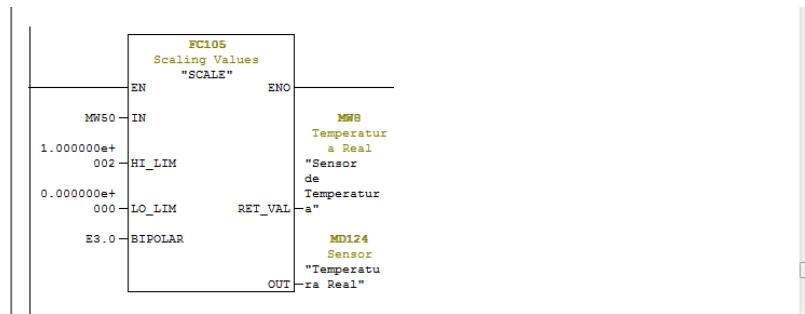 FC105
Scaling Values
"SCALE"
EN ENO
MW50 IN MW8
Temperatur
1.000000e+ a Real
002 HI_LIM "Sensor
de
0.000000e+ Temperatur
000 LO_LIM RET_VAL a"
E3.0 BIPOLAR MD124
Sensor
"Temperatu
OUT ra Real"